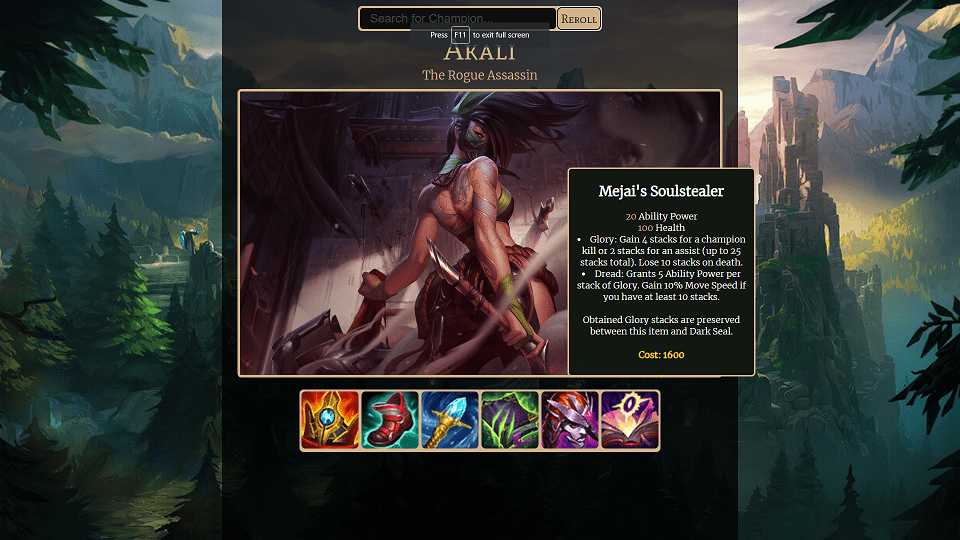 Search for Champion...
REROLL
Press F11 to exit full screen
AKALI
The Rogue Assassin
Mejai's Soulstealer
20 Ability Power
100 Health
• Glory: Gain 4 stacks for a champion
kill or 2 stacks for an assist (up to 25
stacks total). Lose 10 stacks on death.
• Dread: Grants 5 Ability Power per
stack of Glory. Gain 10% Move Speed if
you have at least 10 stacks.
Obtained Glory stacks are preserved
between this item and Dark Seal.
Cost: 1600